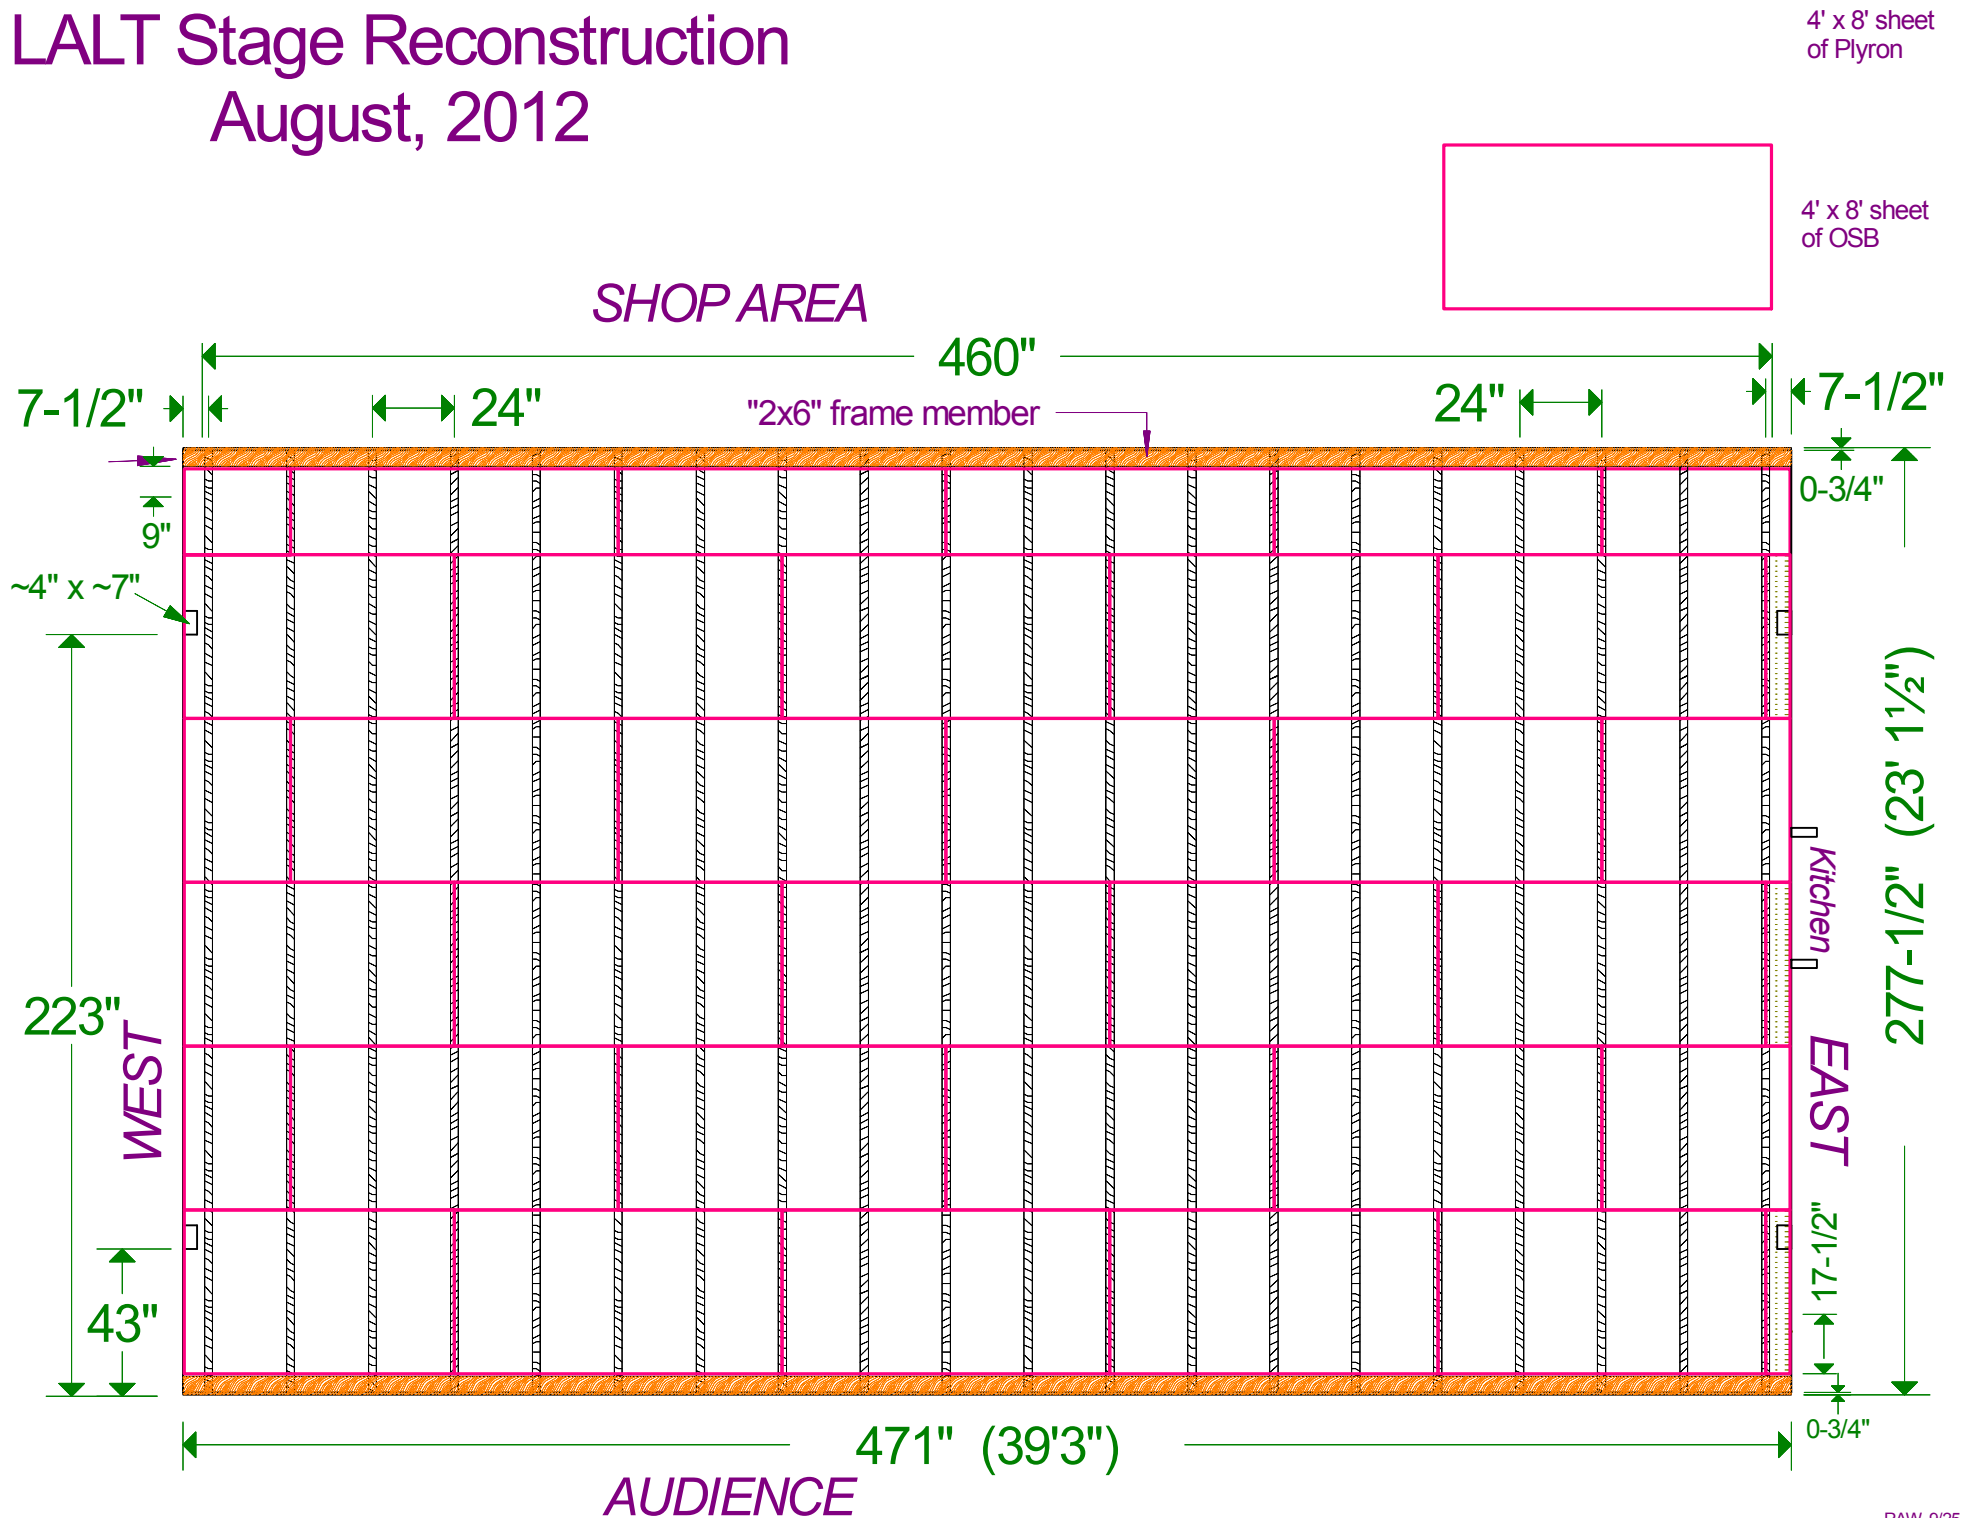 LALT Stage Reconstruction
August, 2012
4' x 8' sheet
of Plyron
4' x 8' sheet
of OSB
SHOP AREA
460"
7-1/2"
24"
"2x6" frame member
24"
7-1/2"
0-3/4"
9"
~4" x ~7"
277-1/2" (23' 1½")
Kitchen
223"
WEST
EAST
17-1/2"
43"
0-3/4"
471" (39'3")
AUDIENCE